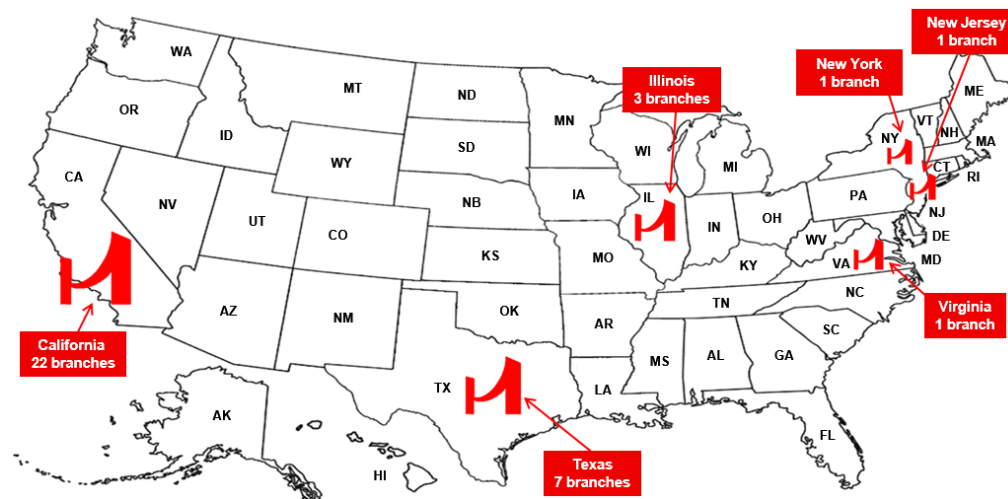 New Jersey
1 branch
New York
1 branch
Illinois
3 branches
WA
MT
ND
MN
ME
OR
ID
WY
SD
WI
MI
NY
VT
NH
MA
CT
RI
CA
NV
UT
CO
NB
IA
IL
IN
OH
PA
NJ
DE
MD
WV
VA
KS
MO
KY
AZ
NM
OK
AR
TN
NC
SC
California
22 branches
Virginia
1 branch
TX
LA
MS
AL
GA
FL
AK
HI
Texas
7 branches